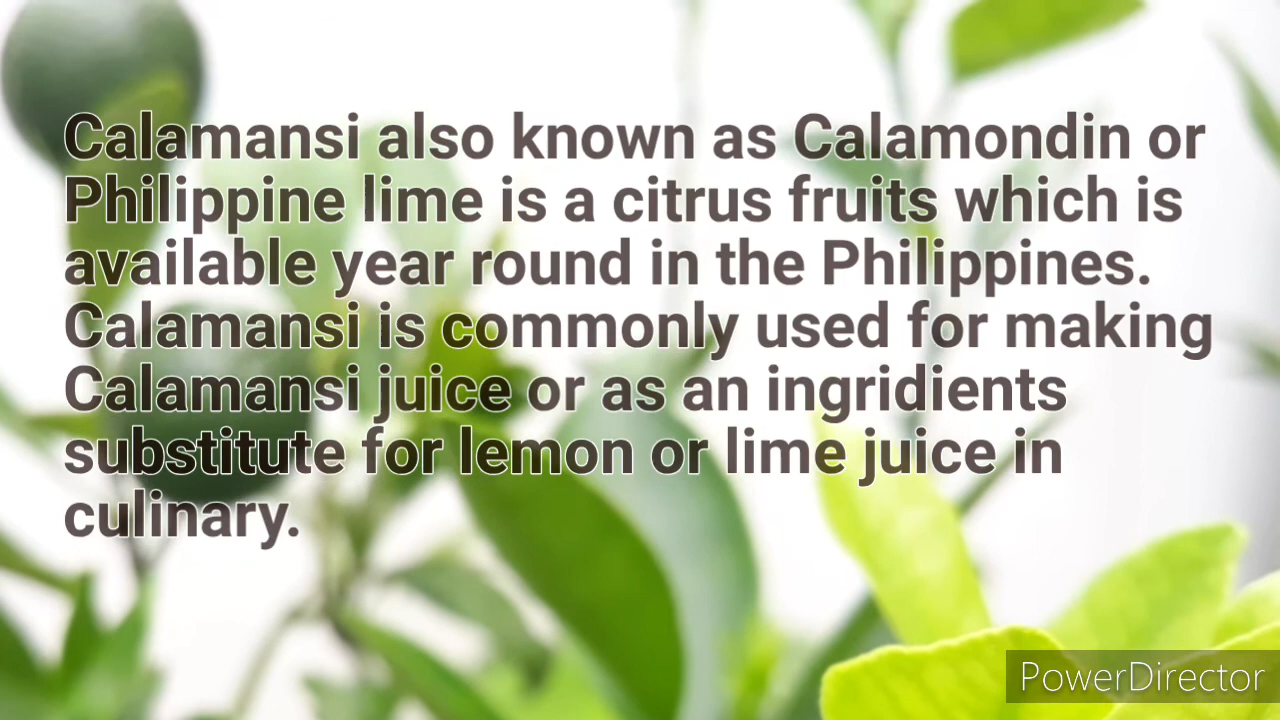 Calamansi also known as Calamondin or
Philippine lime is a citrus fruits which is
available year round in the Philippines.
Calamansi is commonly used for making
Calamansi juice or as an ingridients
substitute for lemon or lime juice in
culinary.
PowerDirector